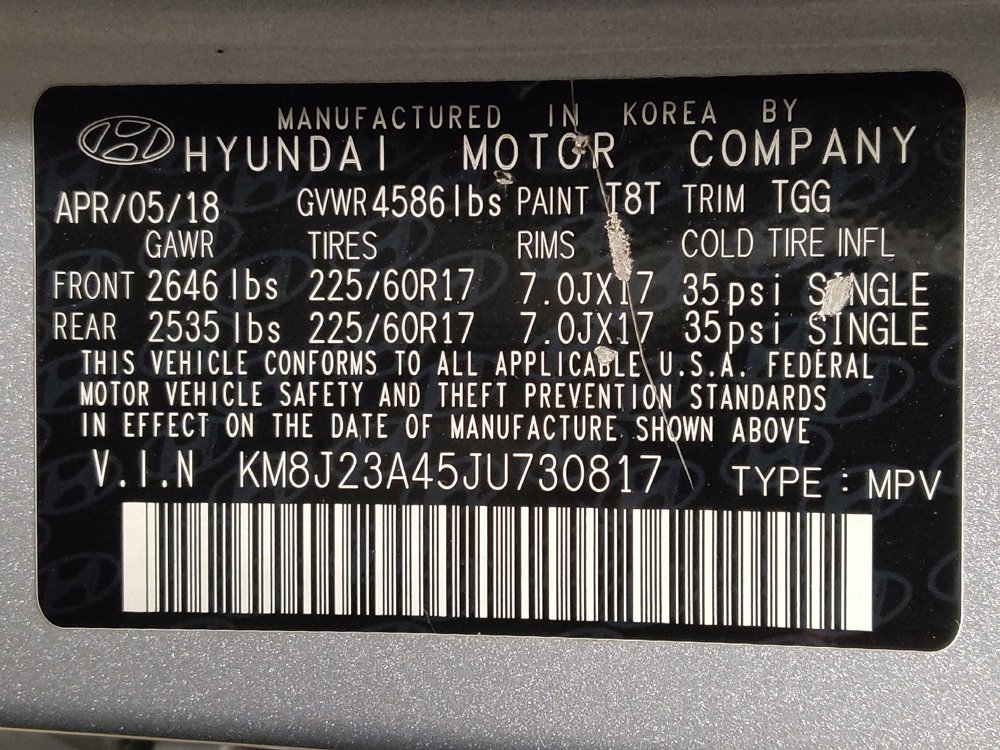 MANUFACTURED IN KOREA BY
HYUNDAI MOTOR COMPANY
APR/05/18 GVWR 4586 lbs PAINT T8T TRIM TGG
GAWR TIRES RIMS COLD TIRE INFL
FRONT 2646 lbs 225/60R17 7.0JX17 35psi SINGLE
REAR 2535 lbs 225/60R17 7.0JX17 35psi SINGLE
THIS VEHICLE CONFORMS TO ALL APPLICABLE U.S.A. FEDERAL
MOTOR VEHICLE SAFETY AND THEFT PREVENTION STANDARDS
IN EFFECT ON THE DATE OF MANUFACTURE SHOWN ABOVE
V.I.N KM8J23A45JU730817 TYPE : MPV